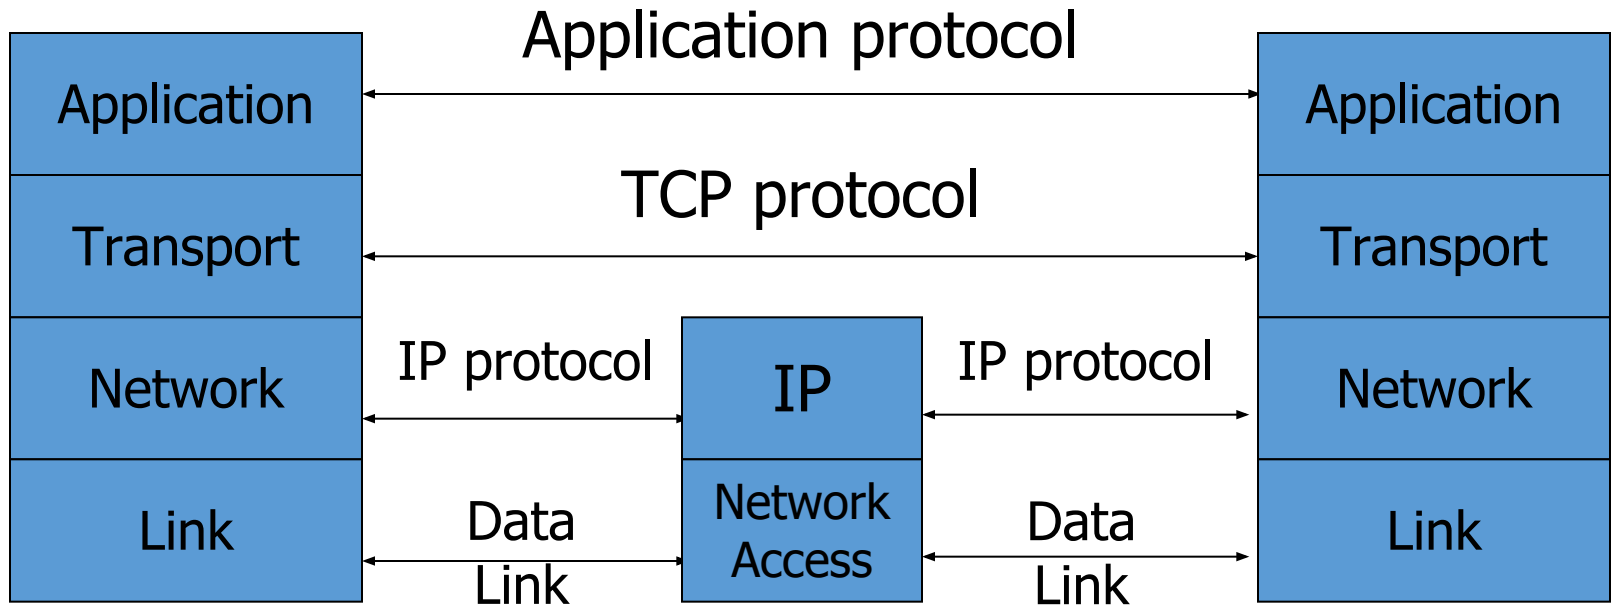 Application protocol
Application
Application
TCP protocol
Transport
Transport
IP protocol
IP protocol
Network
IP
Network
Data
Link
Network
Access
Data
Link
Link
Link